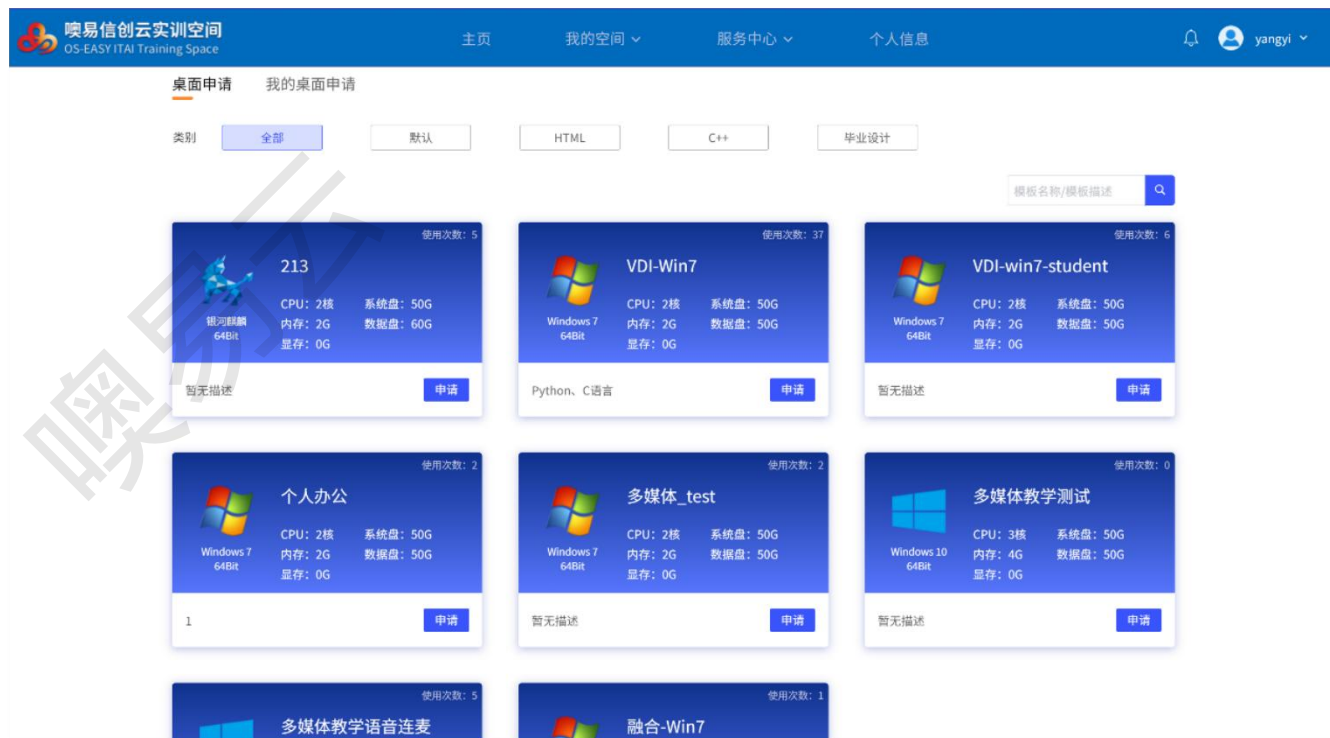 噢易信创云实训空间
OS-EASY ITAI Training Space
主页 我的空间 服务中心 个人信息 yangyi
桌面申请 我的桌面申请
类别 全部 默认 HTML C++ 毕业设计
模板名称/模板描述
使用次数：5
213
银河麒麟
64Bit
CPU：2核 系统盘：50G
内存：2G 数据盘：60G
显存：0G
暂无描述 申请
使用次数：37
VDI-Win7
Windows 7
64Bit
CPU：2核 系统盘：50G
内存：2G 数据盘：50G
显存：0G
Python、C语言 申请
使用次数：6
VDI-win7-student
Windows 7
64Bit
CPU：2核 系统盘：50G
内存：2G 数据盘：50G
显存：0G
暂无描述 申请
使用次数：2
个人办公
Windows 7
64Bit
CPU：2核 系统盘：50G
内存：2G 数据盘：50G
显存：0G
1 申请
使用次数：2
多媒体_test
Windows 7
64Bit
CPU：2核 系统盘：50G
内存：2G 数据盘：50G
显存：0G
暂无描述 申请
使用次数：0
多媒体教学测试
Windows 10
64Bit
CPU：3核 系统盘：50G
内存：4G 数据盘：50G
显存：0G
暂无描述 申请
使用次数：5
多媒体教学语音连麦
使用次数：1
融合-Win7
噢易云